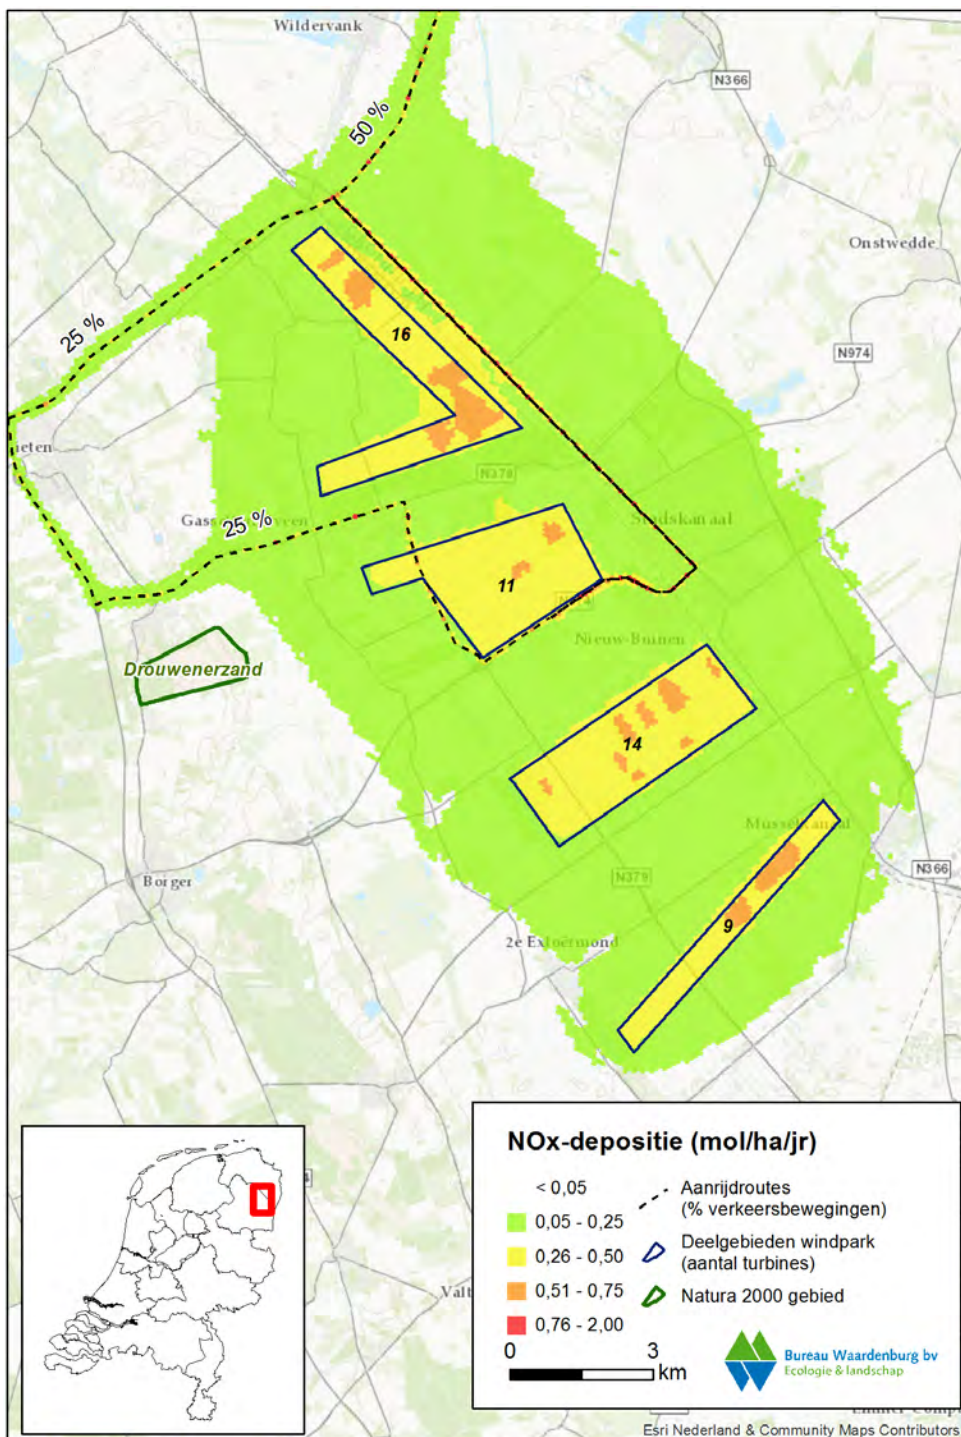 Wildervank
N366
50 %
Onstwedde
25 %
N974
16
ieten
N378
Stadskanaal
25 %
11
Nieuw-Buinen
Drouwenerzand
14
Musselkanaal
Borger
N379
N366
9
2e Exloërmond
NOx-depositie (mol/ha/jr)
< 0,05
0,05 - 0,25
0,26 - 0,50
0,51 - 0,75
0,76 - 2,00
Aanrijdroutes
(% verkeersbewegingen)
Deelgebieden windpark
(aantal turbines)
Natura 2000 gebied
0 3
km
Bureau Waardenburg bv
Ecologie & landschap
Valt
Esri Nederland & Community Maps Contributors